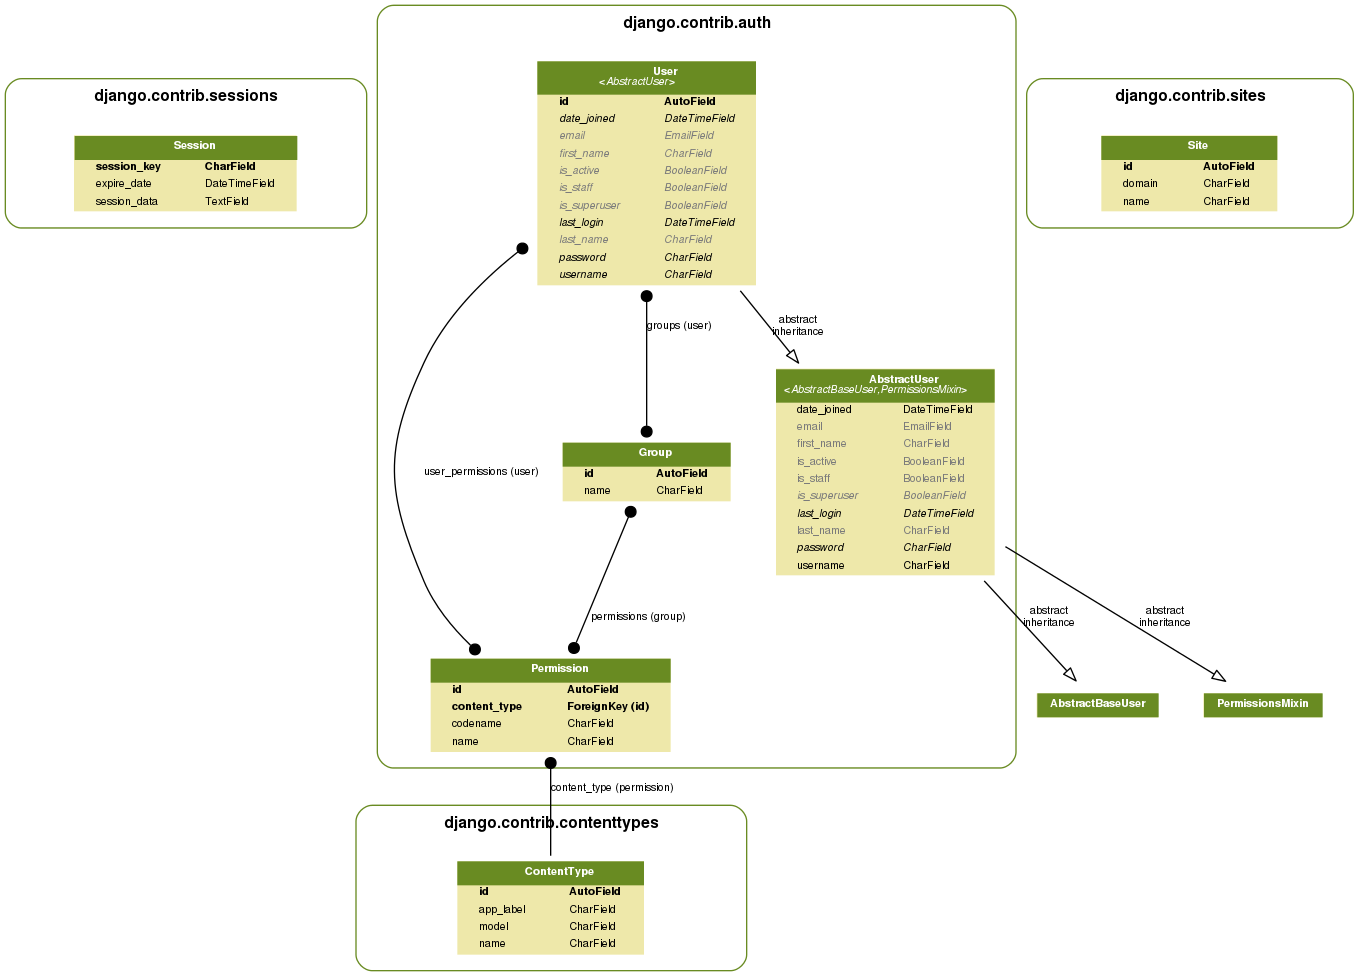 django.contrib.auth
User
<AbstractUser>
id AutoField
date_joined DateTimeField
email EmailField
first_name CharField
is_active BooleanField
is_staff BooleanField
is_superuser BooleanField
last_login DateTimeField
last_name CharField
password CharField
username CharField
django.contrib.sessions
Session
session_key CharField
expire_date DateTimeField
session_data TextField
django.contrib.sites
Site
id AutoField
domain CharField
name CharField
groups (user)
abstract
inheritance
AbstractUser
<AbstractBaseUser,PermissionsMixin>
date_joined DateTimeField
email EmailField
first_name CharField
is_active BooleanField
is_staff BooleanField
is_superuser BooleanField
last_login DateTimeField
last_name CharField
password CharField
username CharField
user_permissions (user)
Group
id AutoField
name CharField
permissions (group)
abstract
inheritance
abstract
inheritance
Permission
id AutoField
content_type ForeignKey (id)
codename CharField
name CharField
AbstractBaseUser
PermissionsMixin
content_type (permission)
django.contrib.contenttypes
ContentType
id AutoField
app_label CharField
model CharField
name CharField